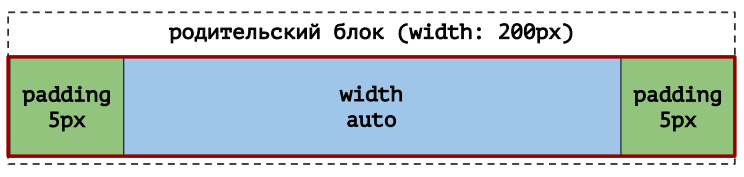 родительский блок (width: 200px)
padding
5px
width
auto
padding
5px